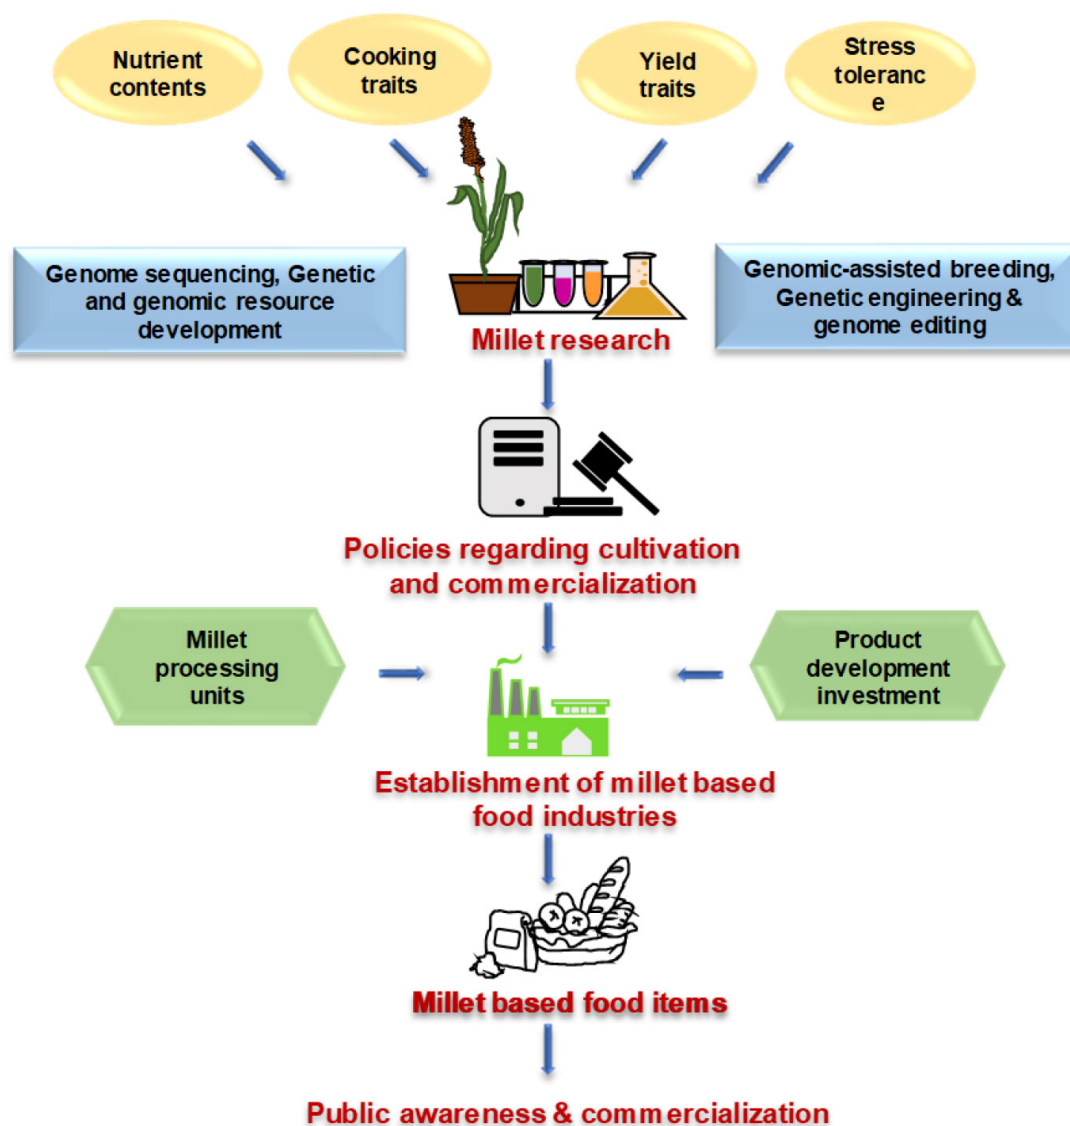 Nutrient
contents
Cooking
traits
Yield
traits
Stress
toleranc
e
Genome sequencing, Genetic
and genomic resource
development
Genomic-assisted breeding,
Genetic engineering &
genome editing
Millet research
Policies regarding cultivation
and commercialization
Millet
processing
units
Product
development
investment
Establishment of millet based
food industries
Millet based food items
Public awareness & commercialization